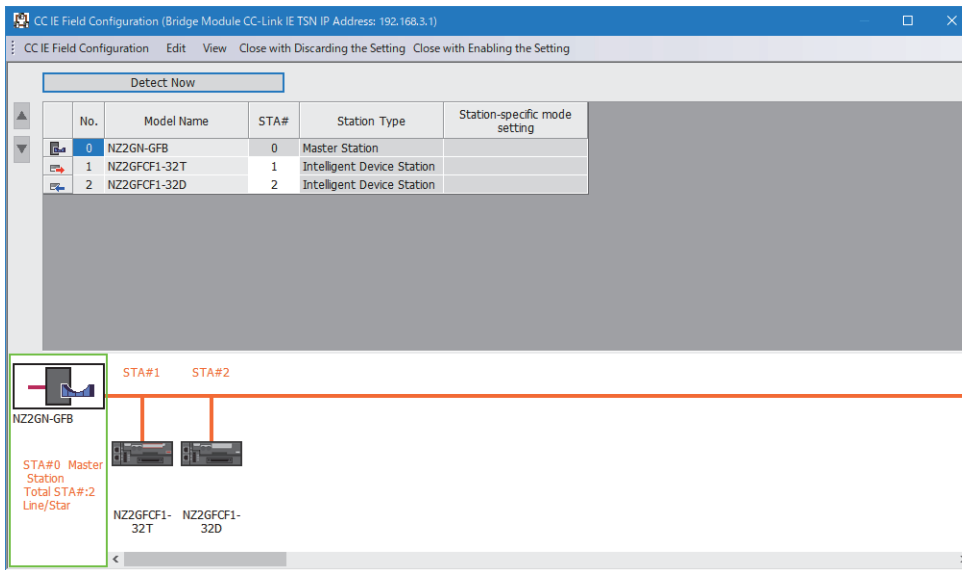 CC IE Field Configuration (Bridge Module CC-Link IE TSN IP Address: 192.168.3.1)
CC IE Field Configuration Edit View Close with Discarding the Setting Close with Enabling the Setting
Detect Now
No. Model Name STA# Station Type Station-specific mode setting
0 NZ2GN-GFB 0 Master Station
1 NZ2GFCF1-32T 1 Intelligent Device Station
2 NZ2GFCF1-32D 2 Intelligent Device Station
STA#1 STA#2
NZ2GN-GFB
STA#0 Master
Station
Total STA#:2
Line/Star
NZ2GFCF1- NZ2GFCF1-
32T 32D